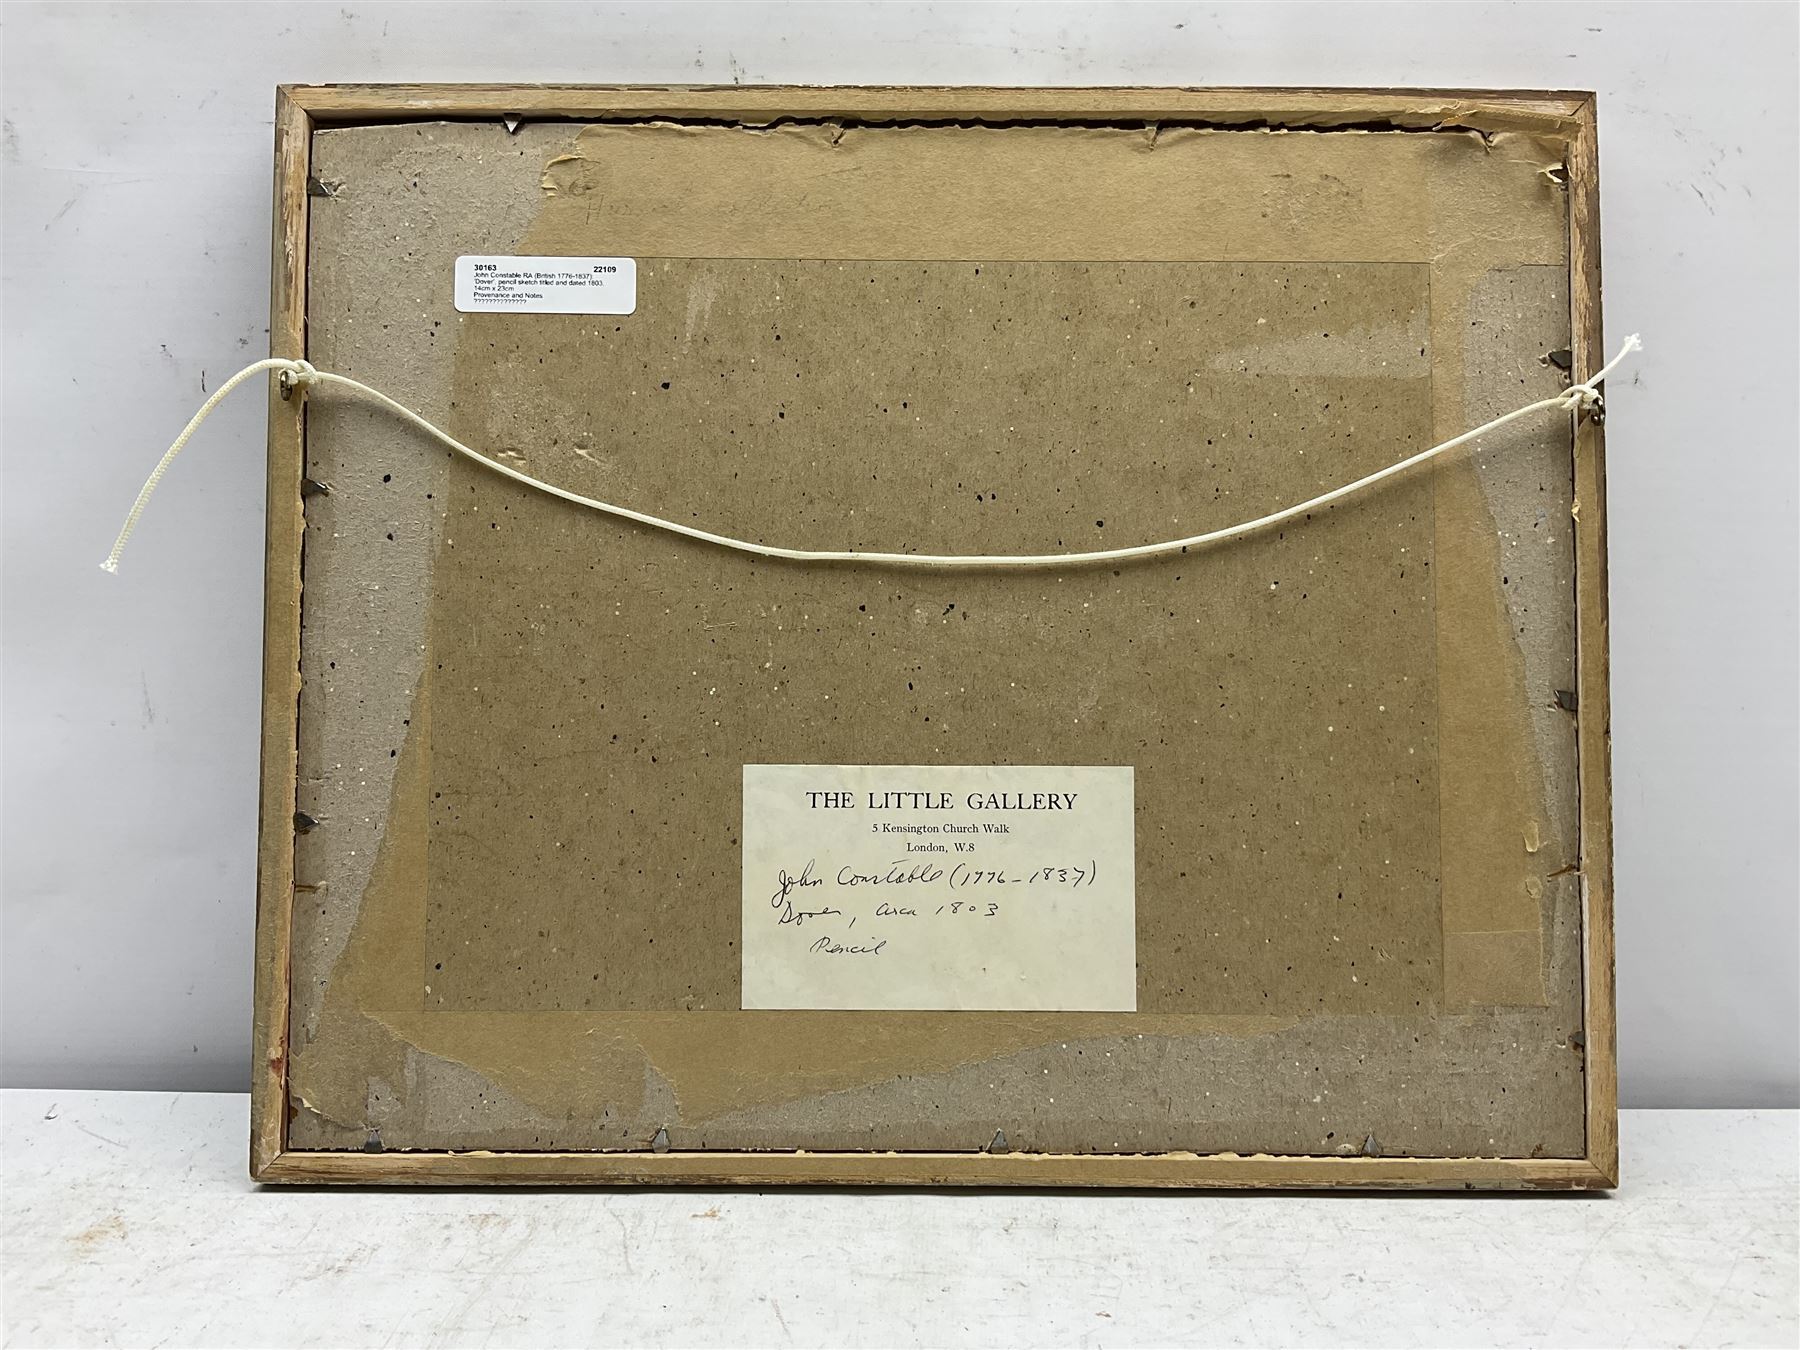 30163 22109
John Constable RA (British 1776-1837):
'Dover', pencil sketch titled and dated 1803,
14cm x 23cm
Provenance and Notes
??????????????
THE LITTLE GALLERY
5 Kensington Church Walk
London, W.8
John Constable (1776-1837)
Dover, circa 1803
Pencil